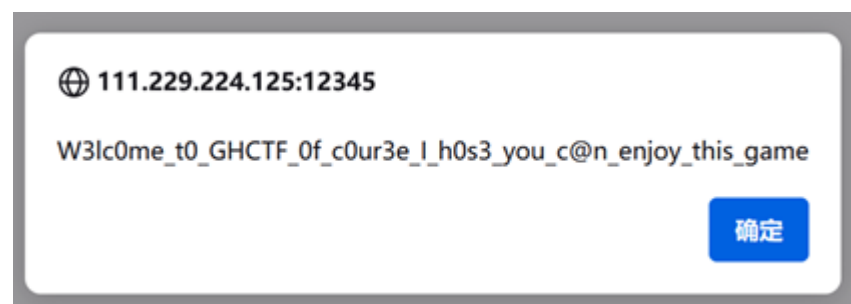 111.229.224.125:12345
W3lc0me_t0_GHCTF_0f_c0ur3e_I_h0s3_you_c@n_enjoy_this_game
确定